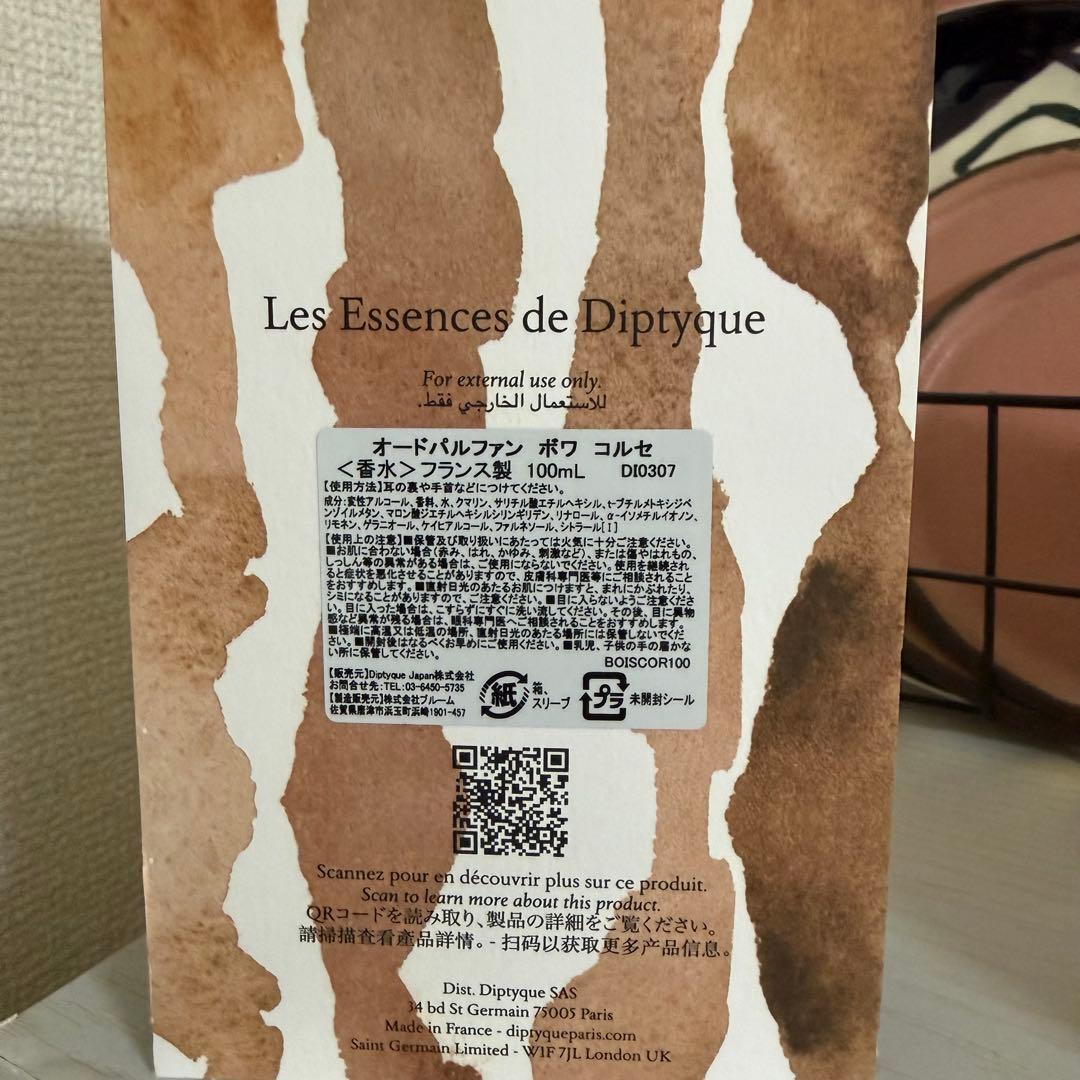 Les Essences de Diptyque
For external use only.
للاستعمال الخارجي فقط.
オードパルファン ボワ コルセ
＜香水＞フランス製 100mL DI0307
【使用方法】耳の裏や手首などにつけてください。
成分:変性アルコール、香料、水、クマリン、サリチル酸エチルヘキシル、t-ブチルメトキシジベ
ンゾイルメタン、マロン酸ジエチルヘキシルシリンギリデン、リナロール、α-イソメチルイオノン、
リモネン、ゲラニオール、ケイヒアルコール、ファルネソール、シトラール[I]
【使用上の注意】■保管及び取り扱いにあたっては火気に十分ご注意ください。
■お肌に合わない場合(赤み、はれ、かゆみ、刺激など)、または傷やはれもの、
しっしん等の異常がある場合は、ご使用にならないでください。使用を継続され
ると症状を悪化させることがありますので、皮膚科専門医等にご相談されること
をおすすめします。■直射日光のあたるお肌につけますと、まれにかぶれたり、
シミになることがありますので、ご注意ください。■目に入らないようご注意くださ
い。目に入った場合は、こすらずにすぐに洗い流してください。その後、目に異物
感など異常が残る場合は、眼科専門医へご相談されることをおすすめします。
■極端に高温又は低温の場所、直射日光のあたる場所には保管しないでくだ
さい。■開封後はなるべくお早めにご使用ください。■乳児、子供の手の届かな
い所に保管してください。
BOISCOR100
【販売元】Diptyque Japan株式会社
お問合せ先:TEL:03-6450-5735
【製造販売元】株式会社ブルーム
佐賀県唐津市浜玉町浜崎1901-457
紙 箱、
スリーブ
プラ 未開封シール
Scannez pour en découvrir plus sur ce produit.
Scan to learn more about this product.
QRコードを読み取り、製品の詳細をご覧ください。
請掃描查看產品詳情。- 扫码以获取更多产品信息。
Dist. Diptyque SAS
34 bd St Germain 75005 Paris
Made in France - diptyqueparis.com
Saint Germain Limited - W1F 7JL London UK